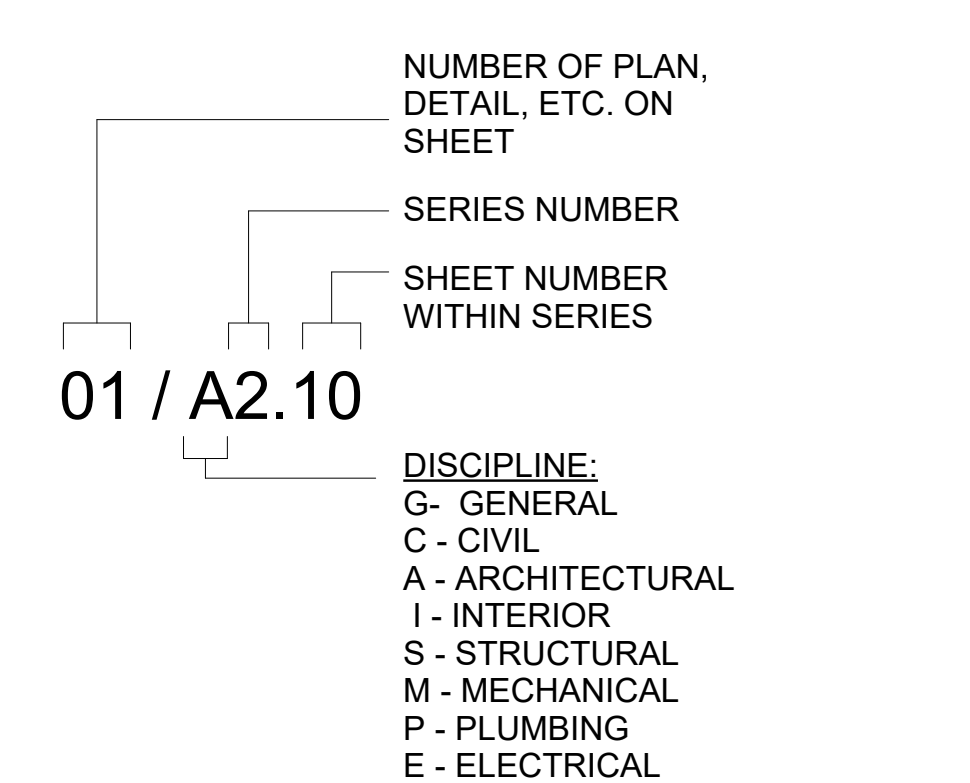 NUMBER OF PLAN,
DETAIL, ETC. ON
SHEET
SERIES NUMBER
SHEET NUMBER
WITHIN SERIES
01 / A2.10
DISCIPLINE:
G- GENERAL
C - CIVIL
A - ARCHITECTURAL
I - INTERIOR
S - STRUCTURAL
M - MECHANICAL
P - PLUMBING
E - ELECTRICAL